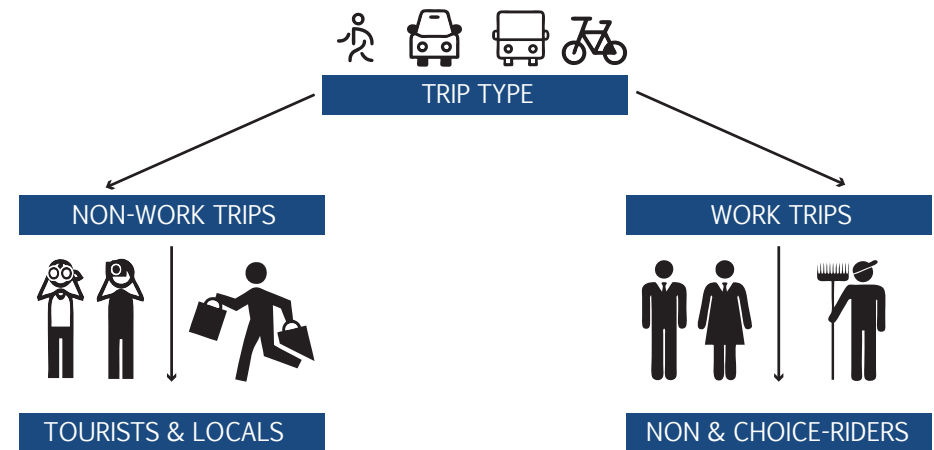 TRIP TYPE
NON-WORK TRIPS
WORK TRIPS
TOURISTS & LOCALS
NON & CHOICE-RIDERS